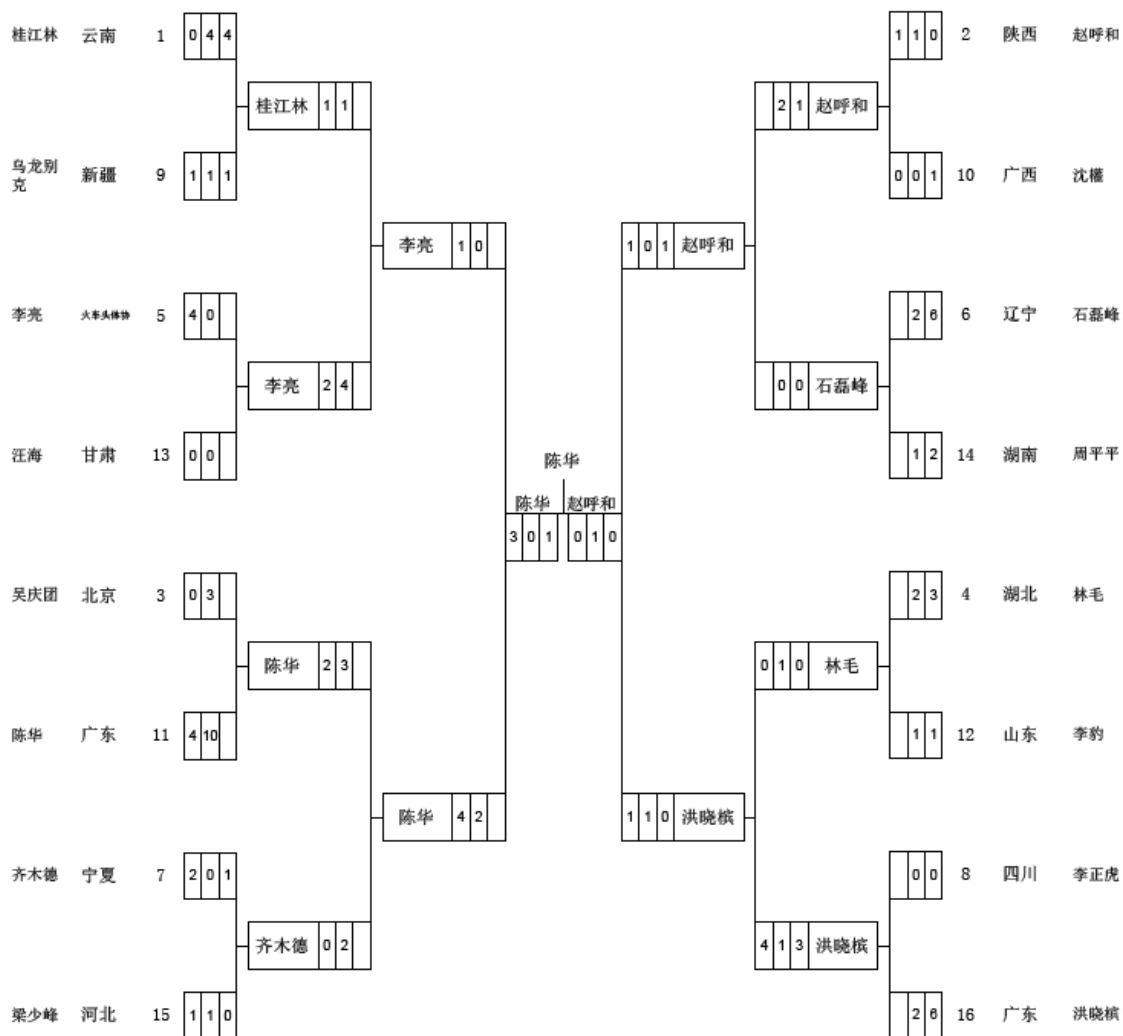 桂江林 云南 1 0 4 4 1 1 0 2 陕西 赵呼和
桂江林 1 1 2 1 赵呼和
乌龙别
克 新疆 9 1 1 1 0 0 1 10 广西 沈櫂
李亮 1 0 1 0 1 赵呼和
李亮 火车头体协 5 4 0 2 6 6 辽宁 石磊峰
李亮 2 4 0 0 石磊峰
汪海 甘肃 13 0 0 1 2 14 湖南 周平平
陈华
陈华 赵呼和
3 0 1 0 1 0
吴庆团 北京 3 0 3 2 3 4 湖北 林毛
陈华 2 3 0 1 0 林毛
陈华 广东 11 4 10 1 1 12 山东 李豹
陈华 4 2 1 1 0 洪晓槟
齐木德 宁夏 7 2 0 1 0 0 8 四川 李正虎
齐木德 0 2 4 1 3 洪晓槟
梁少峰 河北 15 1 1 0 2 6 16 广东 洪晓槟